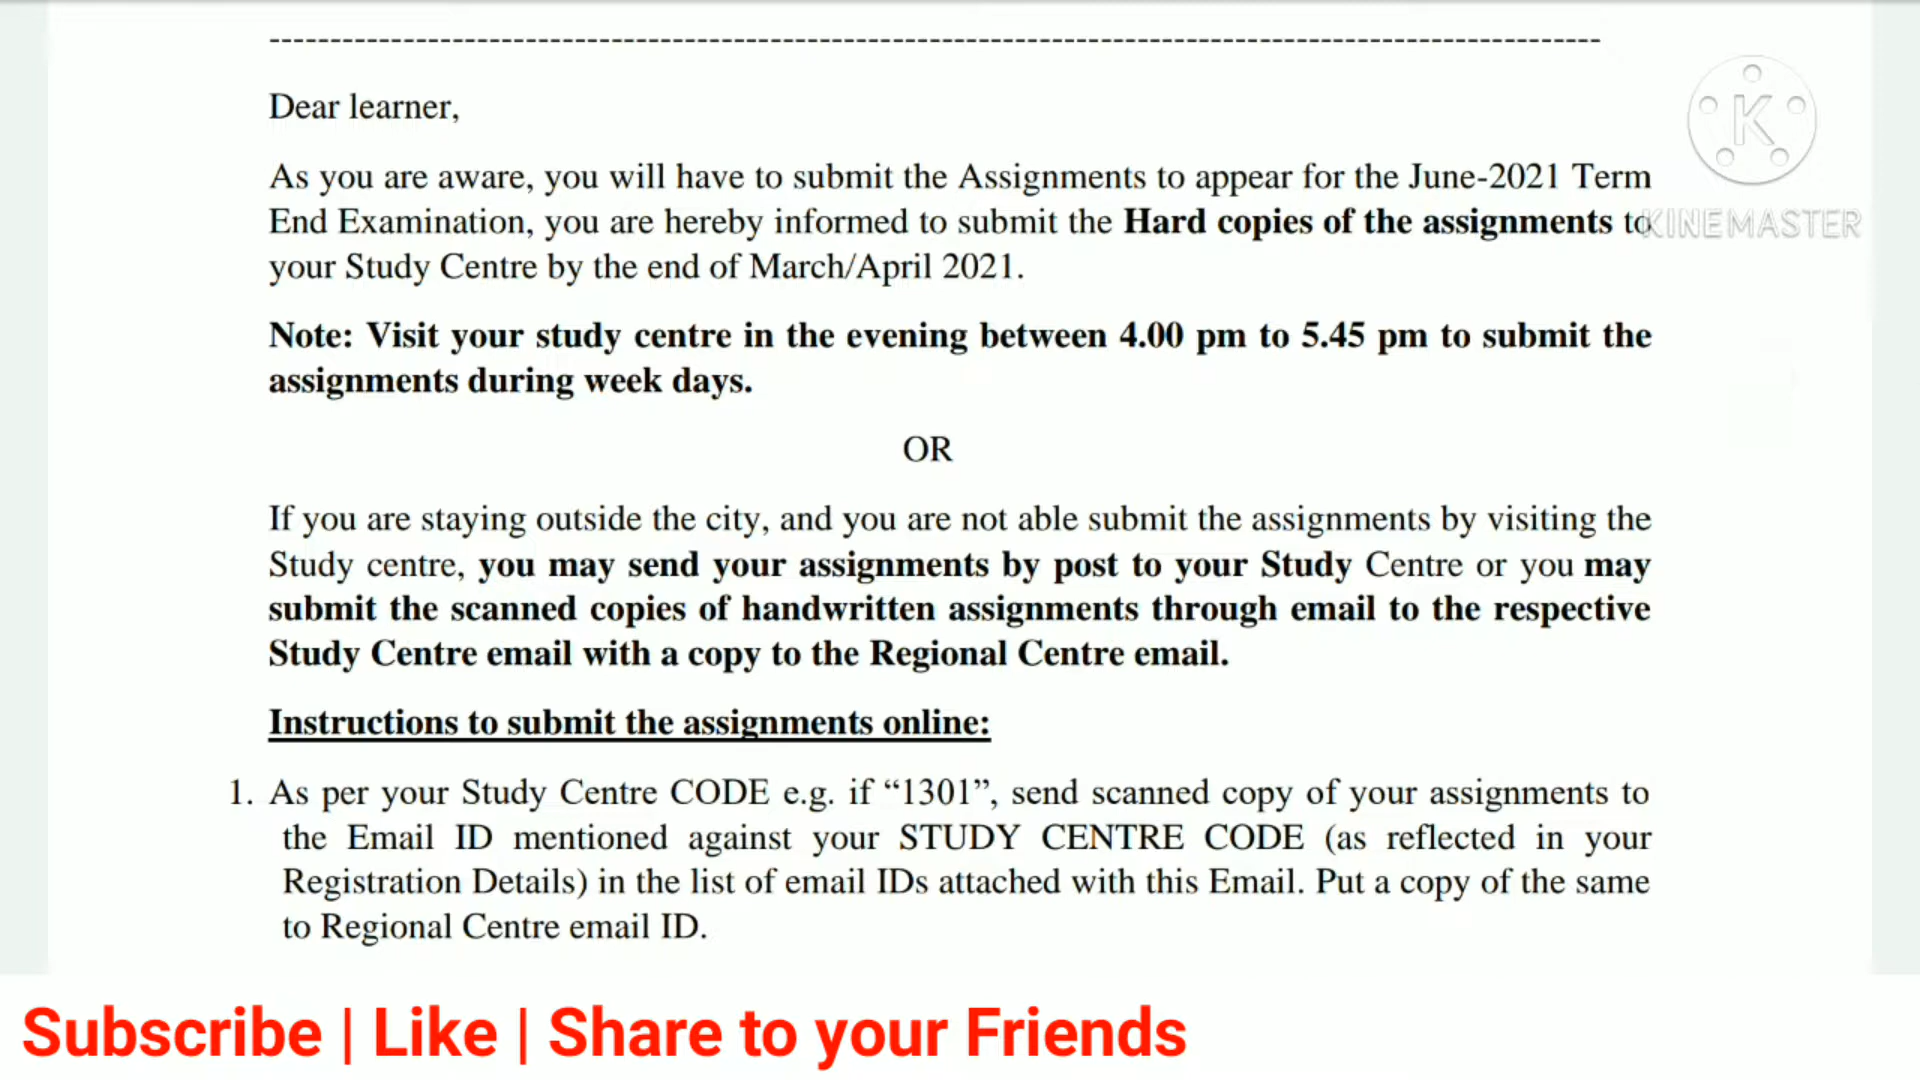 Dear learner,
As you are aware, you will have to submit the Assignments to appear for the June-2021 Term
End Examination, you are hereby informed to submit the Hard copies of the assignments to
KINEMASTER
your Study Centre by the end of March/April 2021.
Note: Visit your study centre in the evening between 4.00 pm to 5.45 pm to submit the
assignments during week days.
OR
If you are staying outside the city, and you are not able submit the assignments by visiting the
Study centre, you may send your assignments by post to your Study Centre or you may
submit the scanned copies of handwritten assignments through email to the respective
Study Centre email with a copy to the Regional Centre email.
Instructions to submit the assignments online:
1. As per your Study Centre CODE e.g. if “1301”, send scanned copy of your assignments to
the Email ID mentioned against your STUDY CENTRE CODE (as reflected in your
Registration Details) in the list of email IDs attached with this Email. Put a copy of the same
to Regional Centre email ID.
Subscribe | Like | Share to your Friends
K